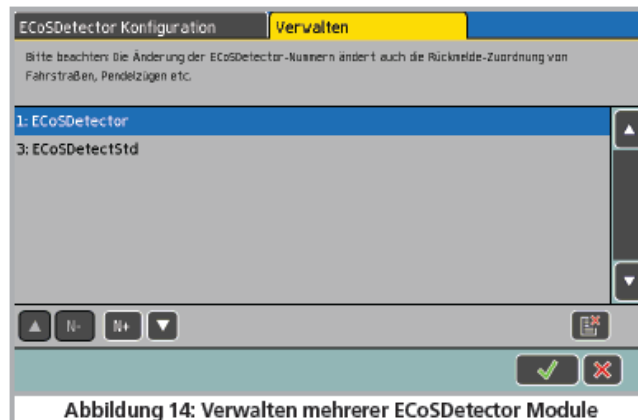 ECoSDetector Konfiguration
Verwalten
Bitte beachten: Die Änderung der ECoSDetector-Nummern ändert auch die Rückmelde-Zuordnung von
Fahrstraßen, Pendelzügen etc.
1: ECoSDetector
3: ECoSDetectStd
N-
N+
Abbildung 14: Verwalten mehrerer ECoSDetector Module